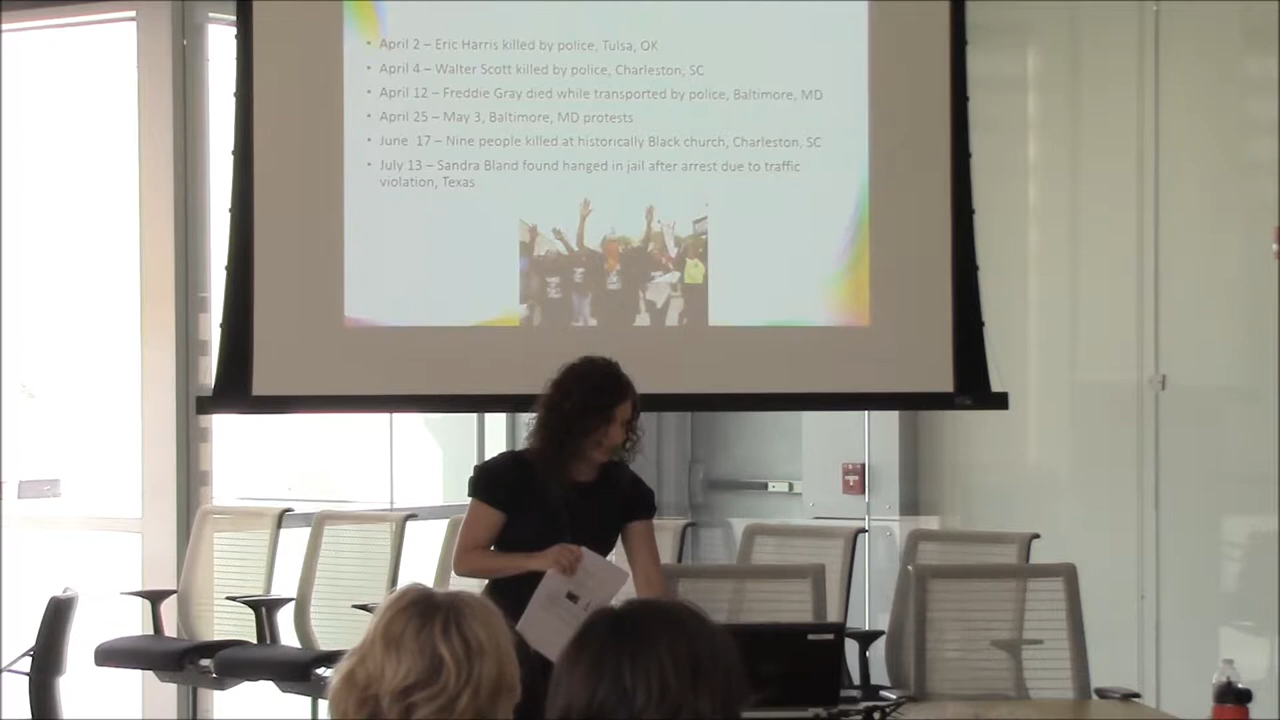 • April 2 – Eric Harris killed by police, Tulsa, OK
• April 4 – Walter Scott killed by police, Charleston, SC
• April 12 – Freddie Gray died while transported by police, Baltimore, MD
• April 25 – May 3, Baltimore, MD protests
• June 17 – Nine people killed at historically Black church, Charleston, SC
• July 13 – Sandra Bland found hanged in jail after arrest due to traffic
violation, Texas